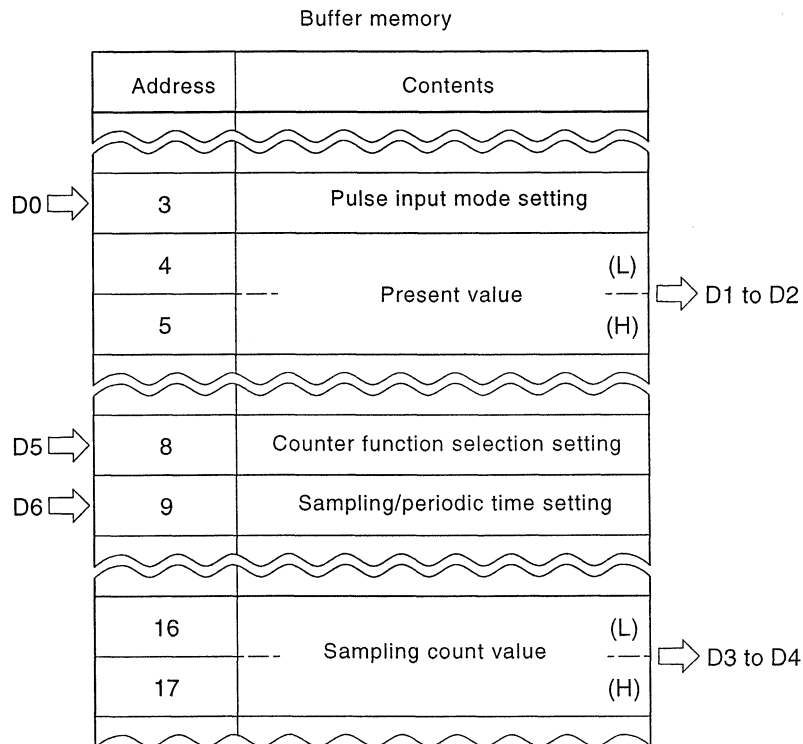 Buffer memory
Address Contents
D0 3 Pulse input mode setting
4 (L)
Present value D1 to D2
5 (H)
D5 8 Counter function selection setting
D6 9 Sampling/periodic time setting
16 (L)
Sampling count value D3 to D4
17 (H)